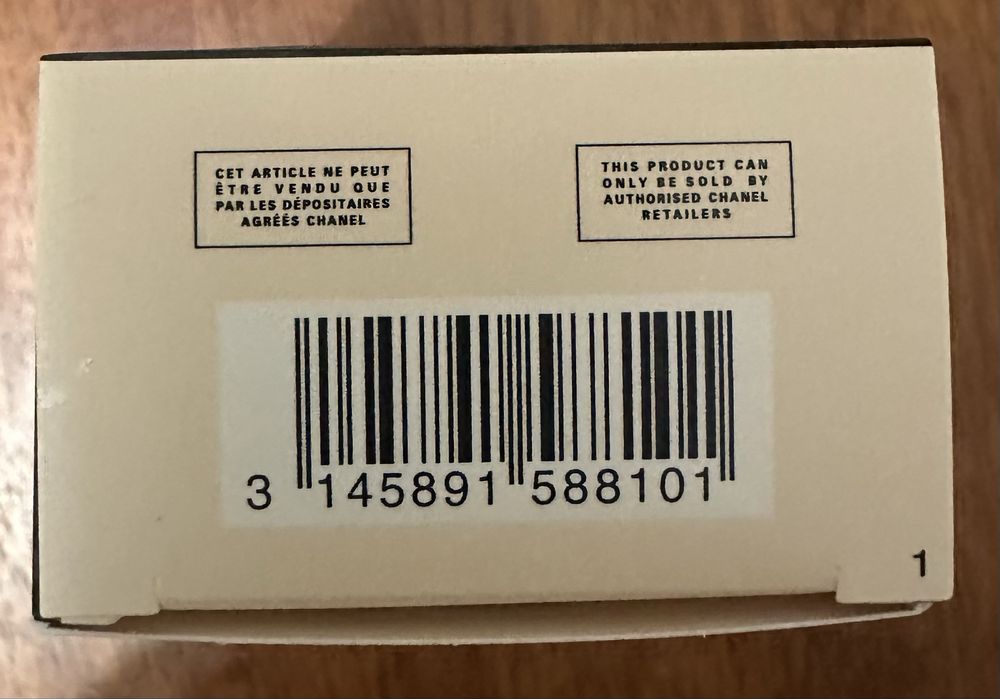 CET ARTICLE NE PEUT
ÊTRE VENDU QUE
PAR LES DÉPOSITAIRES
AGRÉÉS CHANEL
THIS PRODUCT CAN
ONLY BE SOLD BY
AUTHORISED CHANEL
RETAILERS
3 145891 588101
1